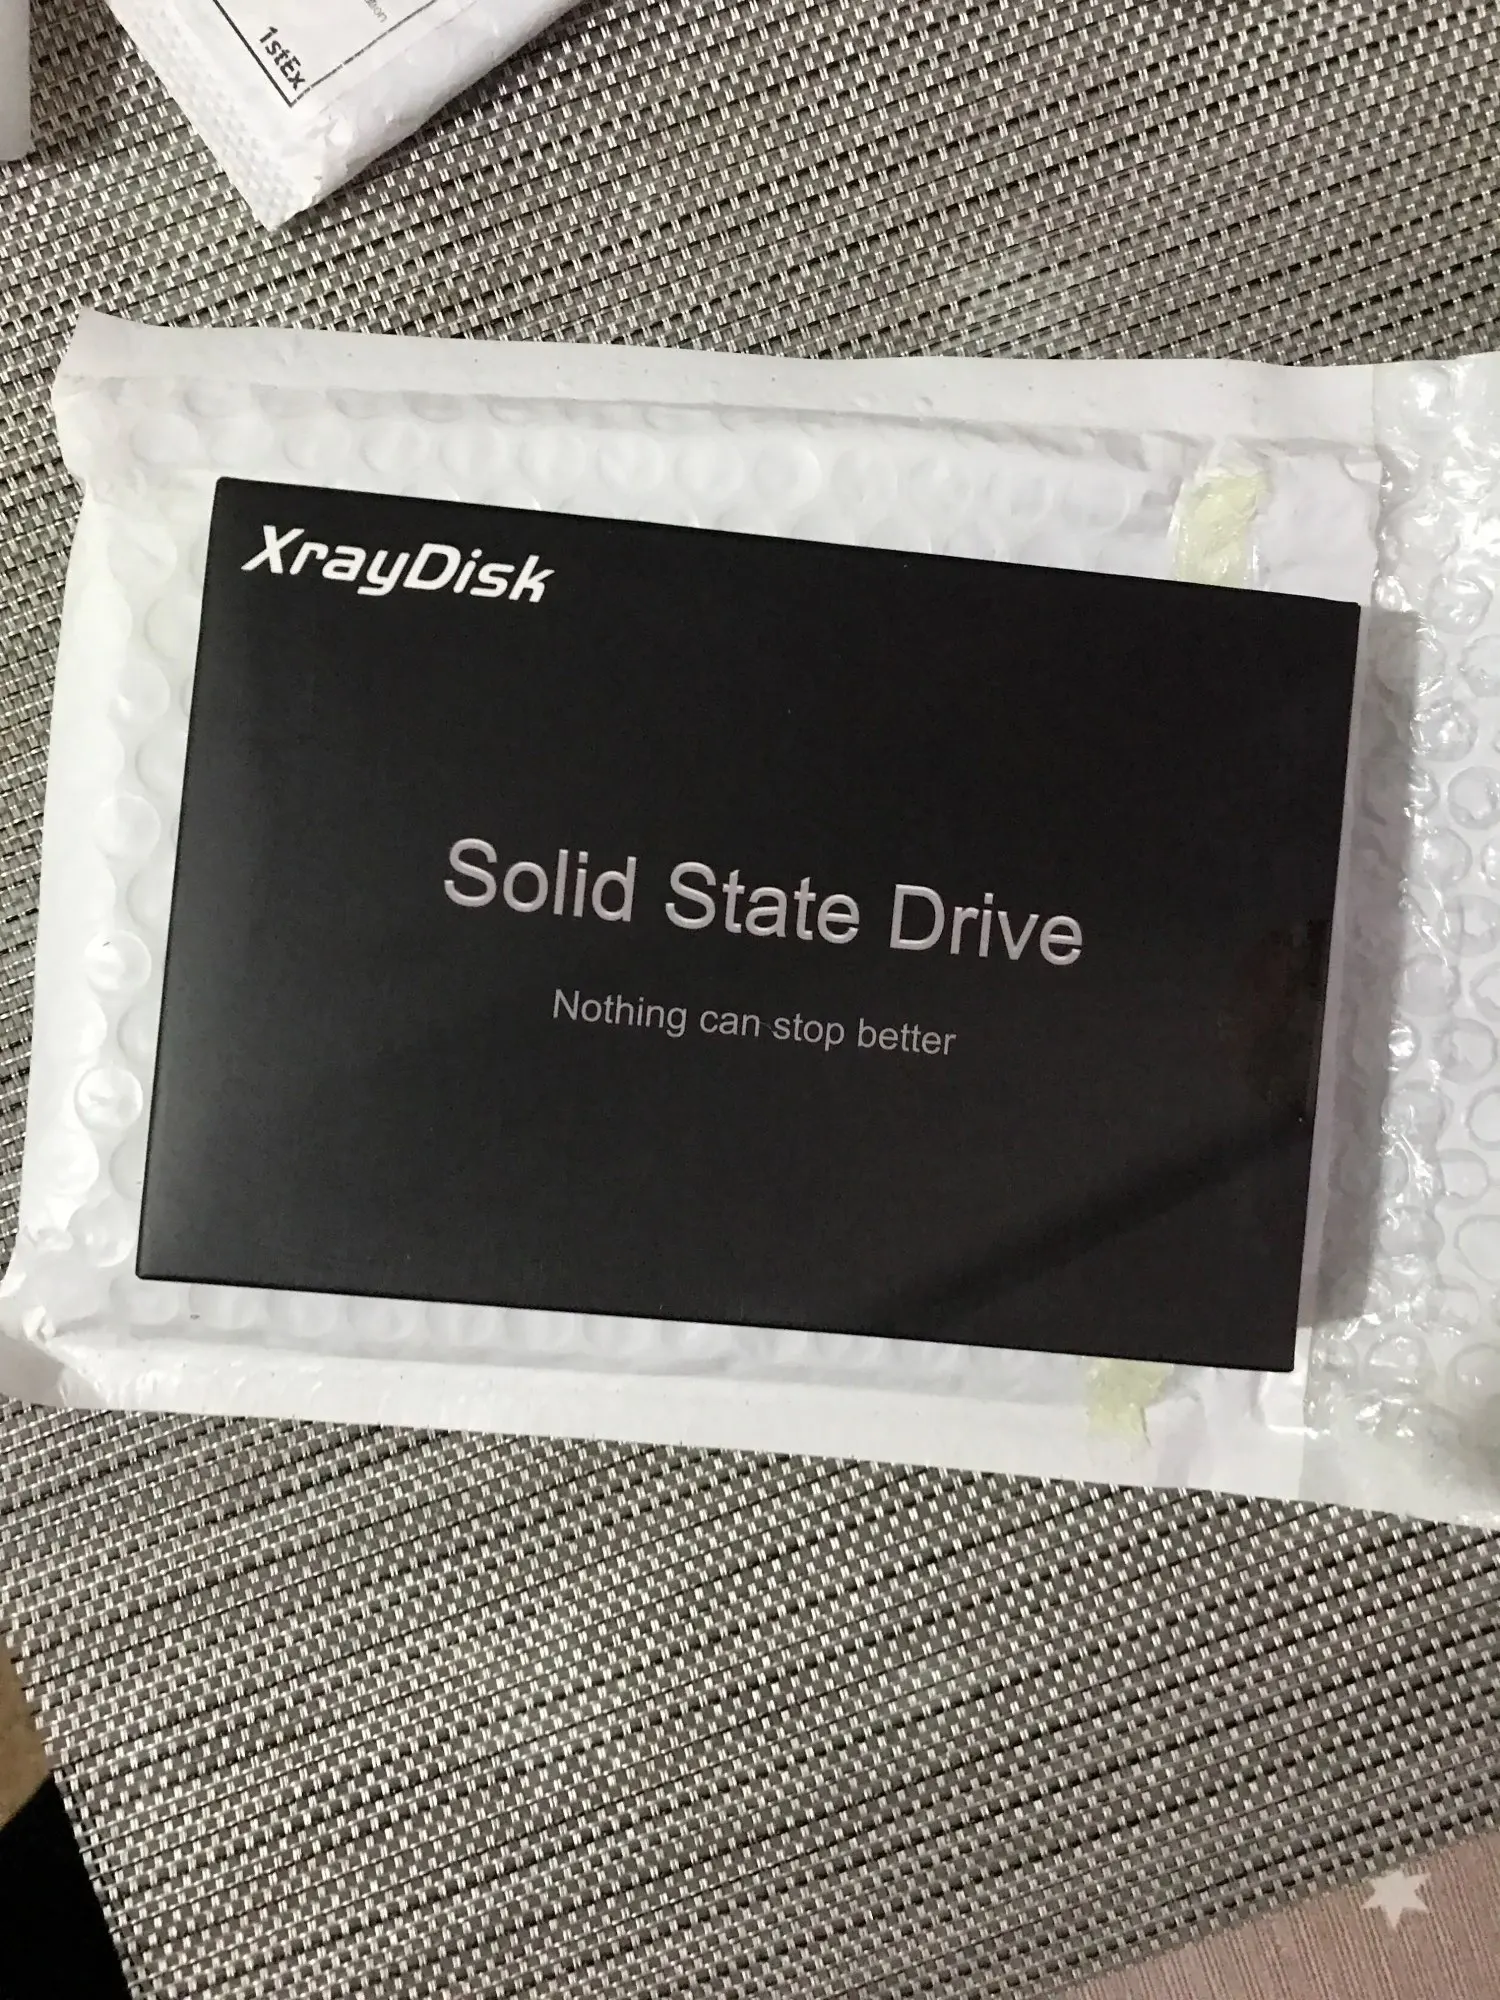 1stEx
XrayDisk
Solid State Drive
Nothing can stop better